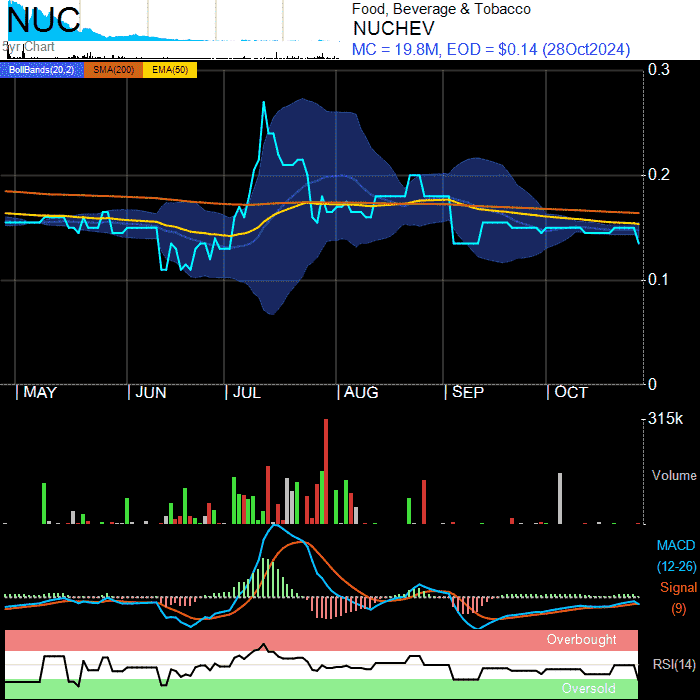 NUC
5yr Chart
Food, Beverage & Tobacco
NUCHEV
MC = 19.8M, EOD = $0.14 (28Oct2024)
BollBands(20,2) SMA(200) EMA(50)
0.3
0.2
0.1
0
MAY JUN JUL AUG SEP OCT
315k
Volume
MACD
(12-26)
Signal
(9)
Overbought
RSI(14)
Oversold